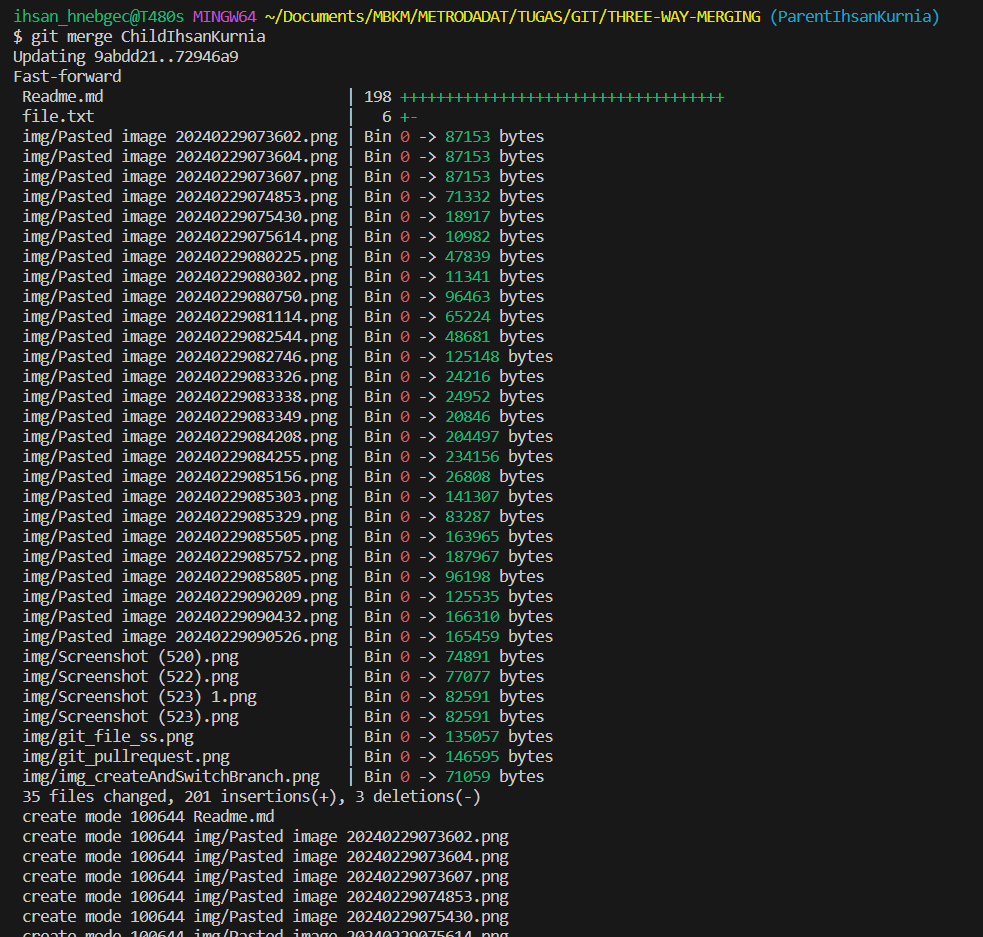 ihsan_hnebgec@T480s MINGW64 ~/Documents/MBKM/METRODADAT/TUGAS/GIT/THREE-WAY-MERGING (ParentIhsanKurnia)
$ git merge ChildIhsanKurnia
Updating 9abdd21..72946a9
Fast-forward
 Readme.md                           | 198 ++++++++++++++++++++++++++++++++++++
 file.txt                            |   6 +-
 img/Pasted image 20240229073602.png | Bin 0 -> 87153 bytes
 img/Pasted image 20240229073604.png | Bin 0 -> 87153 bytes
 img/Pasted image 20240229073607.png | Bin 0 -> 87153 bytes
 img/Pasted image 20240229074853.png | Bin 0 -> 71332 bytes
 img/Pasted image 20240229075430.png | Bin 0 -> 18917 bytes
 img/Pasted image 20240229075614.png | Bin 0 -> 10982 bytes
 img/Pasted image 20240229080225.png | Bin 0 -> 47839 bytes
 img/Pasted image 20240229080302.png | Bin 0 -> 11341 bytes
 img/Pasted image 20240229080750.png | Bin 0 -> 96463 bytes
 img/Pasted image 20240229081114.png | Bin 0 -> 65224 bytes
 img/Pasted image 20240229082544.png | Bin 0 -> 48681 bytes
 img/Pasted image 20240229082746.png | Bin 0 -> 125148 bytes
 img/Pasted image 20240229083326.png | Bin 0 -> 24216 bytes
 img/Pasted image 20240229083338.png | Bin 0 -> 24952 bytes
 img/Pasted image 20240229083349.png | Bin 0 -> 20846 bytes
 img/Pasted image 20240229084208.png | Bin 0 -> 204497 bytes
 img/Pasted image 20240229084255.png | Bin 0 -> 234156 bytes
 img/Pasted image 20240229085156.png | Bin 0 -> 26808 bytes
 img/Pasted image 20240229085303.png | Bin 0 -> 141307 bytes
 img/Pasted image 20240229085329.png | Bin 0 -> 83287 bytes
 img/Pasted image 20240229085505.png | Bin 0 -> 163965 bytes
 img/Pasted image 20240229085752.png | Bin 0 -> 187967 bytes
 img/Pasted image 20240229085805.png | Bin 0 -> 96198 bytes
 img/Pasted image 20240229090209.png | Bin 0 -> 125535 bytes
 img/Pasted image 20240229090432.png | Bin 0 -> 166310 bytes
 img/Pasted image 20240229090526.png | Bin 0 -> 165459 bytes
 img/Screenshot (520).png            | Bin 0 -> 74891 bytes
 img/Screenshot (522).png            | Bin 0 -> 77077 bytes
 img/Screenshot (523) 1.png          | Bin 0 -> 82591 bytes
 img/Screenshot (523).png            | Bin 0 -> 82591 bytes
 img/git_file_ss.png                 | Bin 0 -> 135057 bytes
 img/git_pullrequest.png             | Bin 0 -> 146595 bytes
 img/img_createAndSwitchBranch.png   | Bin 0 -> 71059 bytes
 35 files changed, 201 insertions(+), 3 deletions(-)
 create mode 100644 Readme.md
 create mode 100644 img/Pasted image 20240229073602.png
 create mode 100644 img/Pasted image 20240229073604.png
 create mode 100644 img/Pasted image 20240229073607.png
 create mode 100644 img/Pasted image 20240229074853.png
 create mode 100644 img/Pasted image 20240229075430.png
 create mode 100644 img/Pasted image 20240229075614.png